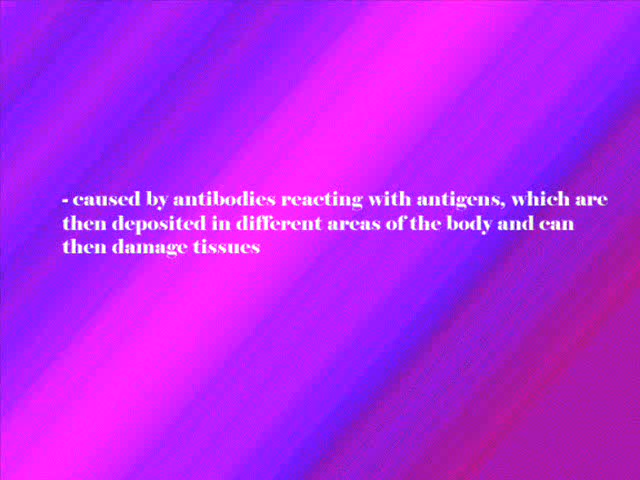 - caused by antibodies reacting with antigens, which are
then deposited in different areas of the body and can
then damage tissues